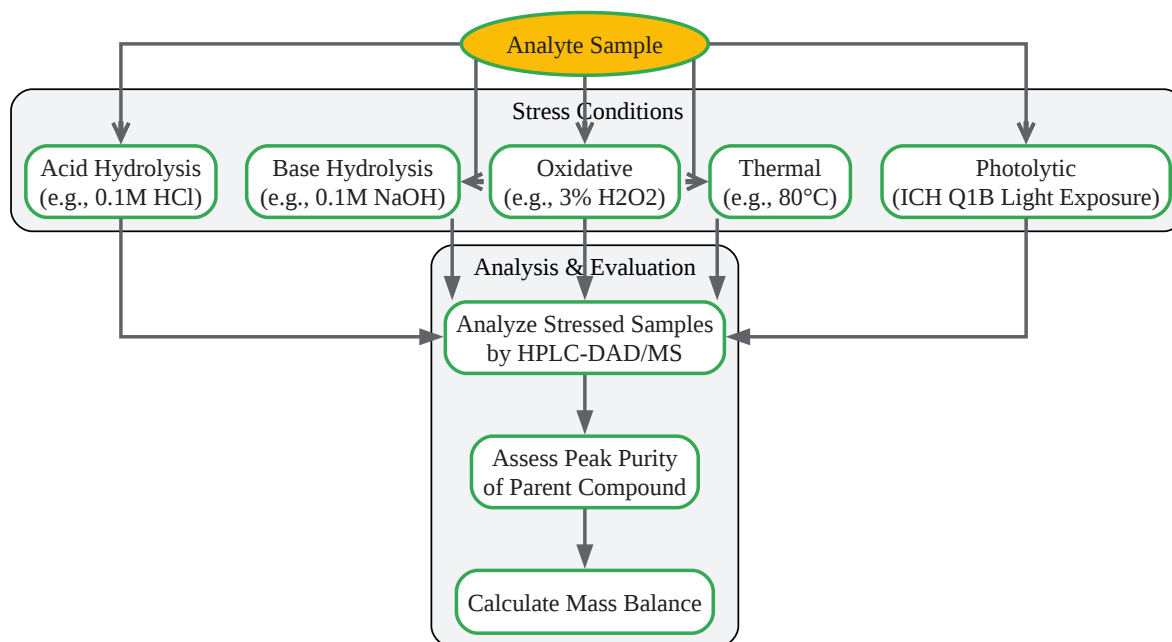 Analyte Sample
Stress Conditions
Acid Hydrolysis
(e.g., 0.1M HCl)
Base Hydrolysis
(e.g., 0.1M NaOH)
Oxidative
(e.g., 3% H2O2)
Thermal
(e.g., 80°C)
Photolytic
(ICH Q1B Light Exposure)
Analysis & Evaluation
Analyze Stressed Samples
by HPLC-DAD/MS
Assess Peak Purity
of Parent Compound
Calculate Mass Balance